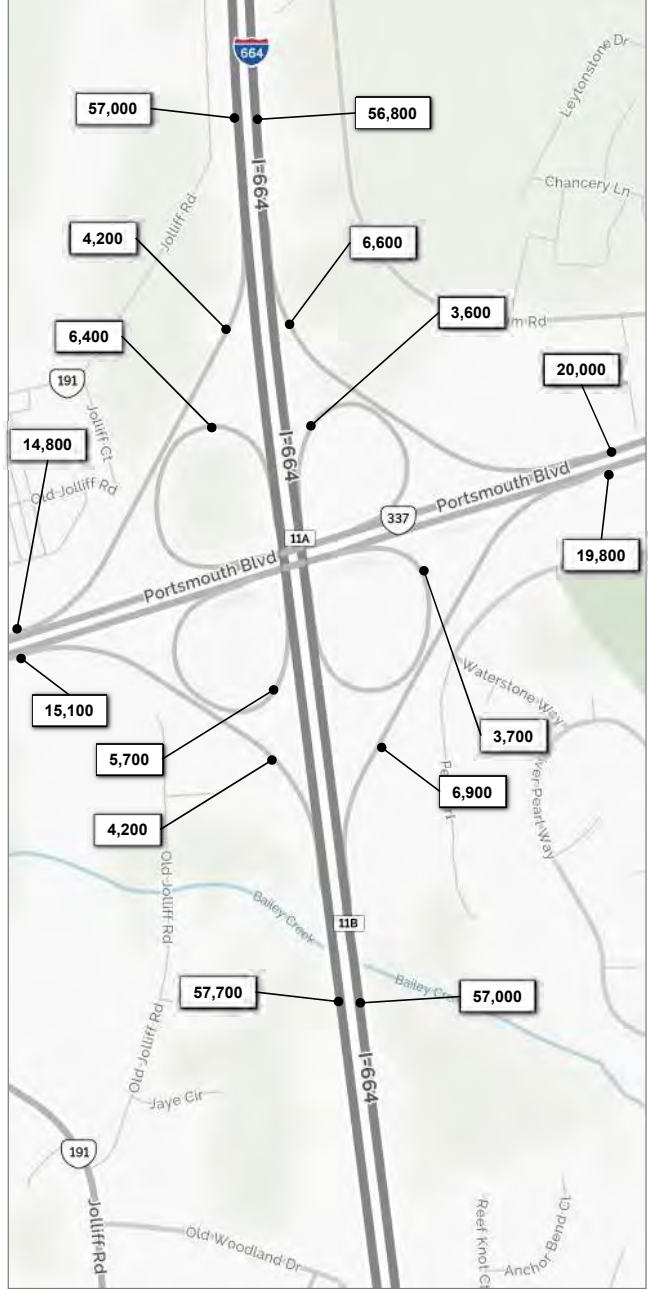 664
57,000
56,800
I-664
Leytonstone Dr
Chancery Ln
Jolliff Rd
4,200
6,600
6,400
3,600
m Rd
191
20,000
Jolliff Ct
14,800
I-664
Old Jolliff Rd
Portsmouth Blvd
337
11A
Portsmouth Blvd
19,800
15,100
Waterstone Way
5,700
3,700
6,900
4,200
Old Jolliff Rd
Bailey Creek
11B
57,700
Bailey
57,000
Old Jolliff Rd
I-664
Jaye Cir
191
Jolliff Rd
Old Woodland Dr
Reef Knot Ct
Anchor Bend Ct